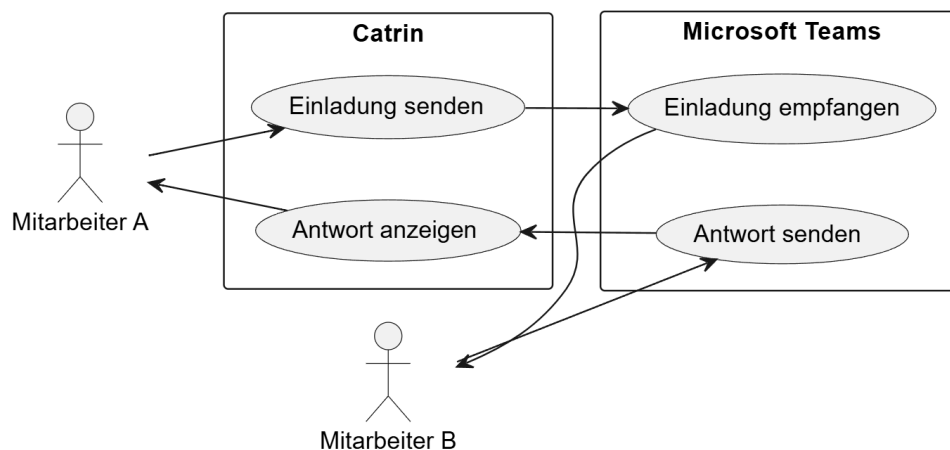 Catrin
Microsoft Teams
Einladung senden
Einladung empfangen
Mitarbeiter A
Antwort anzeigen
Antwort senden
Mitarbeiter B